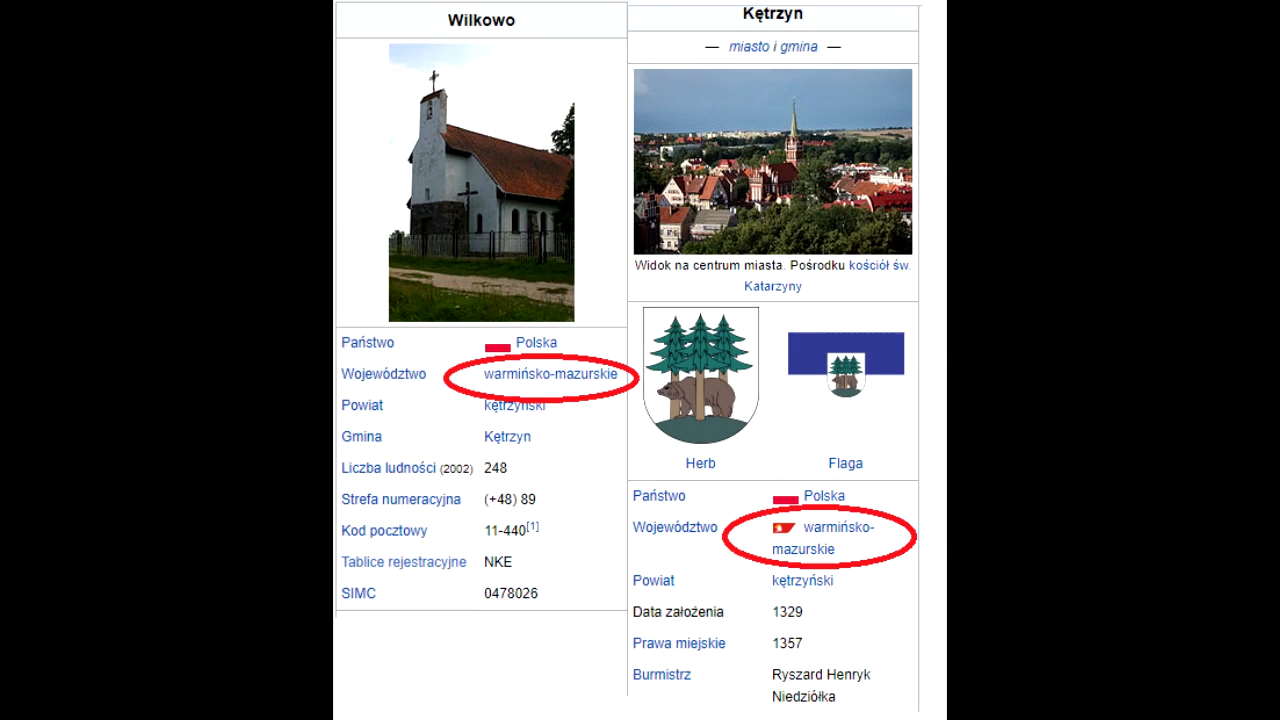 Wilkowo
Państwo Polska
Województwo warmińsko-mazurskie
Powiat kętrzyński
Gmina Kętrzyn
Liczba ludności (2002) 248
Strefa numeracyjna (+48) 89
Kod pocztowy 11-440[1]
Tablice rejestracyjne NKE
SIMC 0478026
Kętrzyn
— miasto i gmina —
Widok na centrum miasta. Pośrodku kościół św.
Katarzyny
Herb Flaga
Państwo Polska
Województwo warmińsko-
mazurskie
Powiat kętrzyński
Data założenia 1329
Prawa miejskie 1357
Burmistrz Ryszard Henryk
Niedziółka